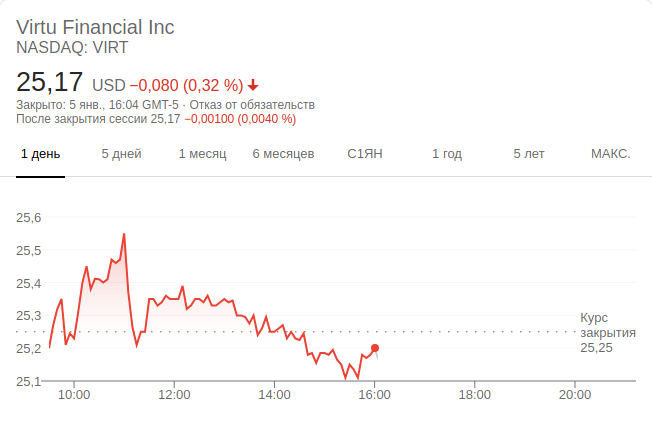 Virtu Financial Inc
NASDAQ: VIRT
25,17 USD −0,080 (0,32 %)
Закрыто: 5 янв., 16:04 GMT-5 · Отказ от обязательств
После закрытия сессии 25,17 −0,00100 (0,0040 %)
1 день 5 дней 1 месяц 6 месяцев С1ЯН 1 год 5 лет МАКС.
25,6
25,5
25,4
25,3
25,2
25,1
Курс
закрытия
25,25
10:00 12:00 14:00 16:00 18:00 20:00